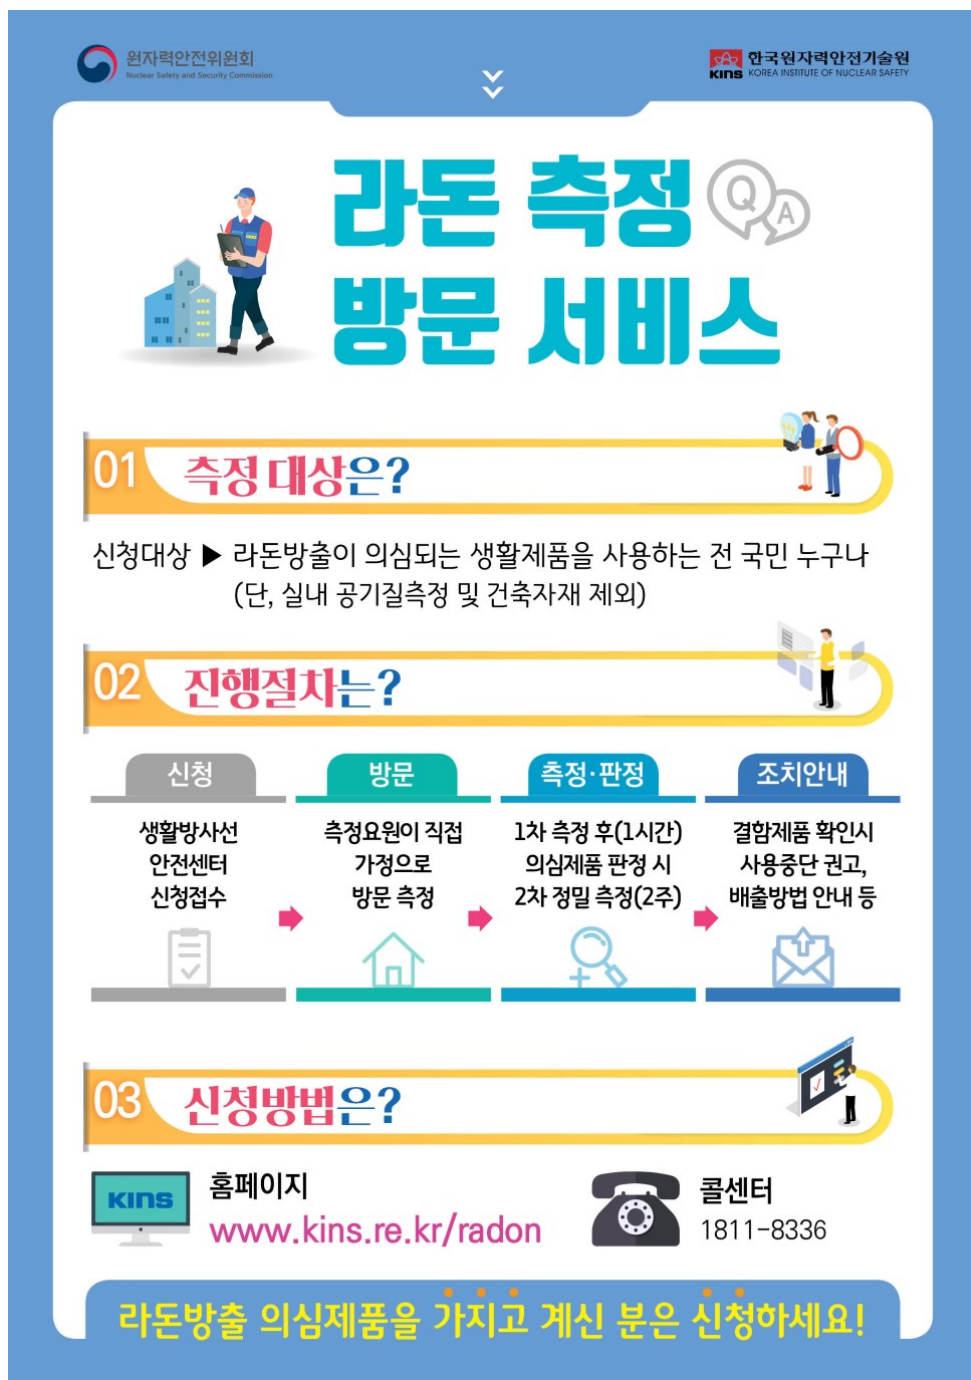 원자력안전위원회
Nuclear Safety and Security Commission
KINS 한국원자력안전기술원
KOREA INSTITUTE OF NUCLEAR SAFETY
라돈 측정 Q A
방문 서비스
01 측정 대상은?
신청대상 ▶ 라돈방출이 의심되는 생활제품을 사용하는 전 국민 누구나
(단, 실내 공기질측정 및 건축자재 제외)
02 진행절차는?
신청
생활방사선
안전센터
신청접수
방문
측정요원이 직접
가정으로
방문 측정
측정·판정
1차 측정 후(1시간)
의심제품 판정 시
2차 정밀 측정(2주)
조치안내
결함제품 확인시
사용중단 권고,
배출방법 안내 등
03 신청방법은?
KINS
홈페이지
www.kins.re.kr/radon
콜센터
1811-8336
라돈방출 의심제품을 가지고 계신 분은 신청하세요!